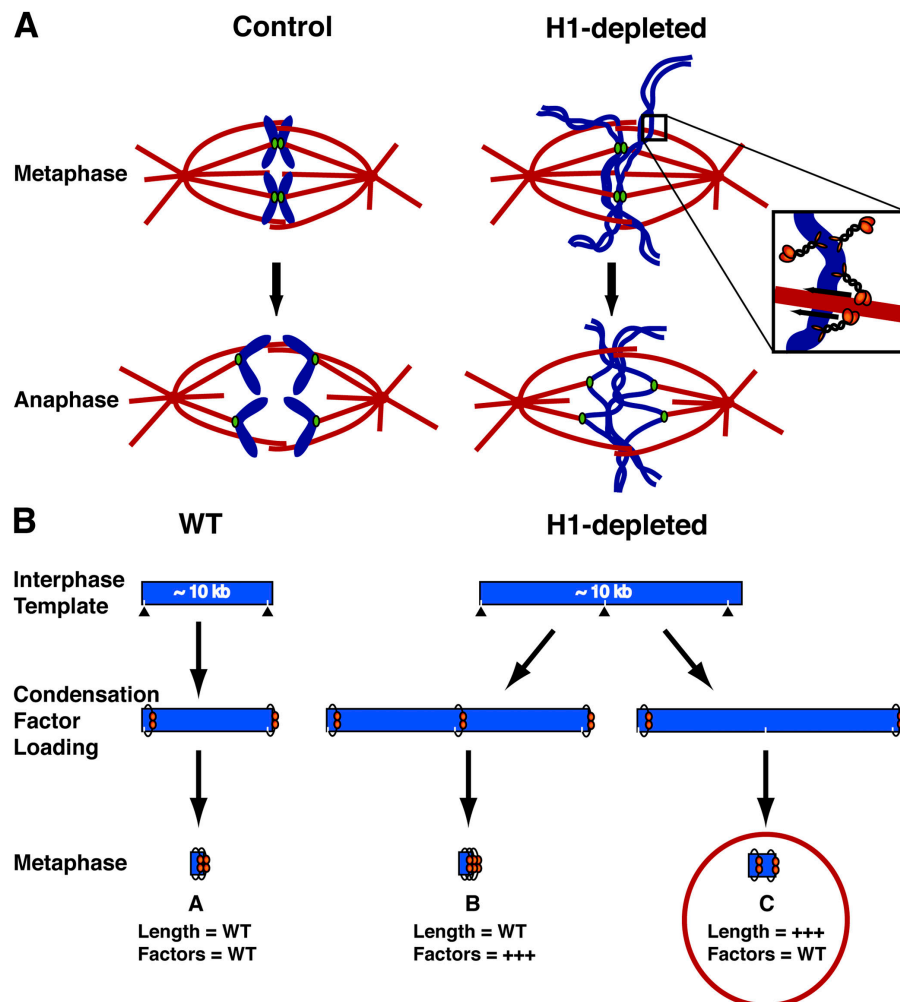 A
Control
H1-depleted
Metaphase
Anaphase
B
WT
H1-depleted
Interphase
Template
~ 10 kb
~ 10 kb
Condensation
Factor
Loading
Metaphase
A
Length = WT
Factors = WT
B
Length = WT
Factors = +++
C
Length = +++
Factors = WT